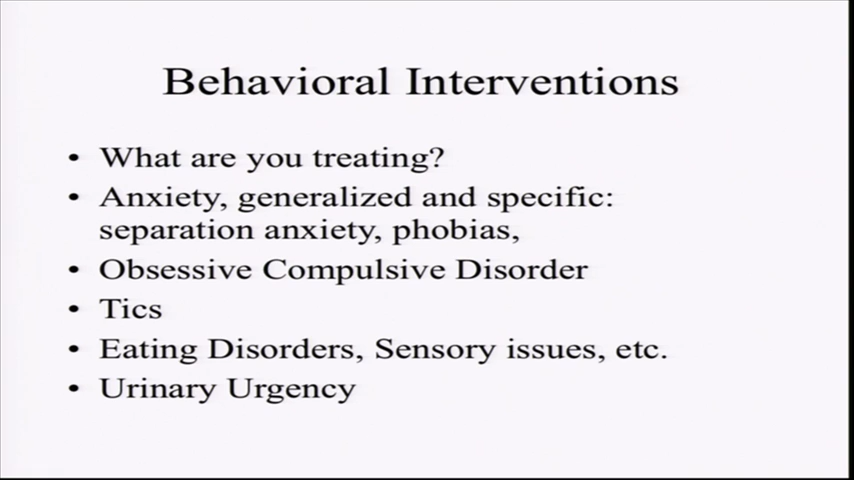 Behavioral Interventions
• What are you treating?
• Anxiety, generalized and specific:
separation anxiety, phobias,
• Obsessive Compulsive Disorder
• Tics
• Eating Disorders, Sensory issues, etc.
• Urinary Urgency